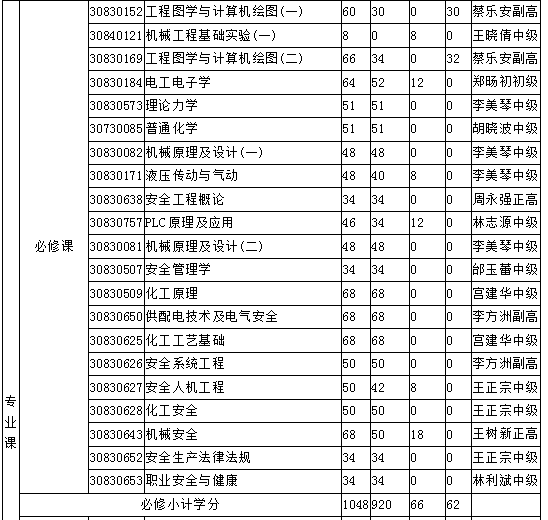 30830152 工程图学与计算机绘图(一) 60 30 0 30 蔡乐安副高
30840121 机械工程基础实验(一) 8 0 8 0 王晓倩中级
30830169 工程图学与计算机绘图(二) 66 34 0 32 蔡乐安副高
30830184 电工电子学 64 52 12 0 郑旸初初级
30830573 理论力学 51 51 0 0 李美琴中级
30730085 普通化学 51 51 0 0 胡晓波中级
30830082 机械原理及设计(一) 48 48 0 0 李美琴中级
30830171 液压传动与气动 48 40 8 0 李美琴中级
30830638 安全工程概论 34 34 0 0 周永强正高
30830757 PLC原理及应用 46 34 12 0 林志源中级
必修课 30830081 机械原理及设计(二) 48 48 0 0 李美琴中级
30830507 安全管理学 34 34 0 0 邰玉蕾中级
30830509 化工原理 68 68 0 0 宫建华中级
30830650 供配电技术及电气安全 68 68 0 0 李方洲副高
30830625 化工工艺基础 68 68 0 0 宫建华中级
30830626 安全系统工程 50 50 0 0 李方洲副高
30830627 安全人机工程 50 42 8 0 王正宗中级
专业课 30830628 化工安全 50 50 0 0 王正宗中级
30830643 机械安全 68 50 18 0 王树新正高
30830652 安全生产法律法规 34 34 0 0 王正宗中级
30830653 职业安全与健康 34 34 0 0 林利斌中级
必修小计学分 1048 920 66 62